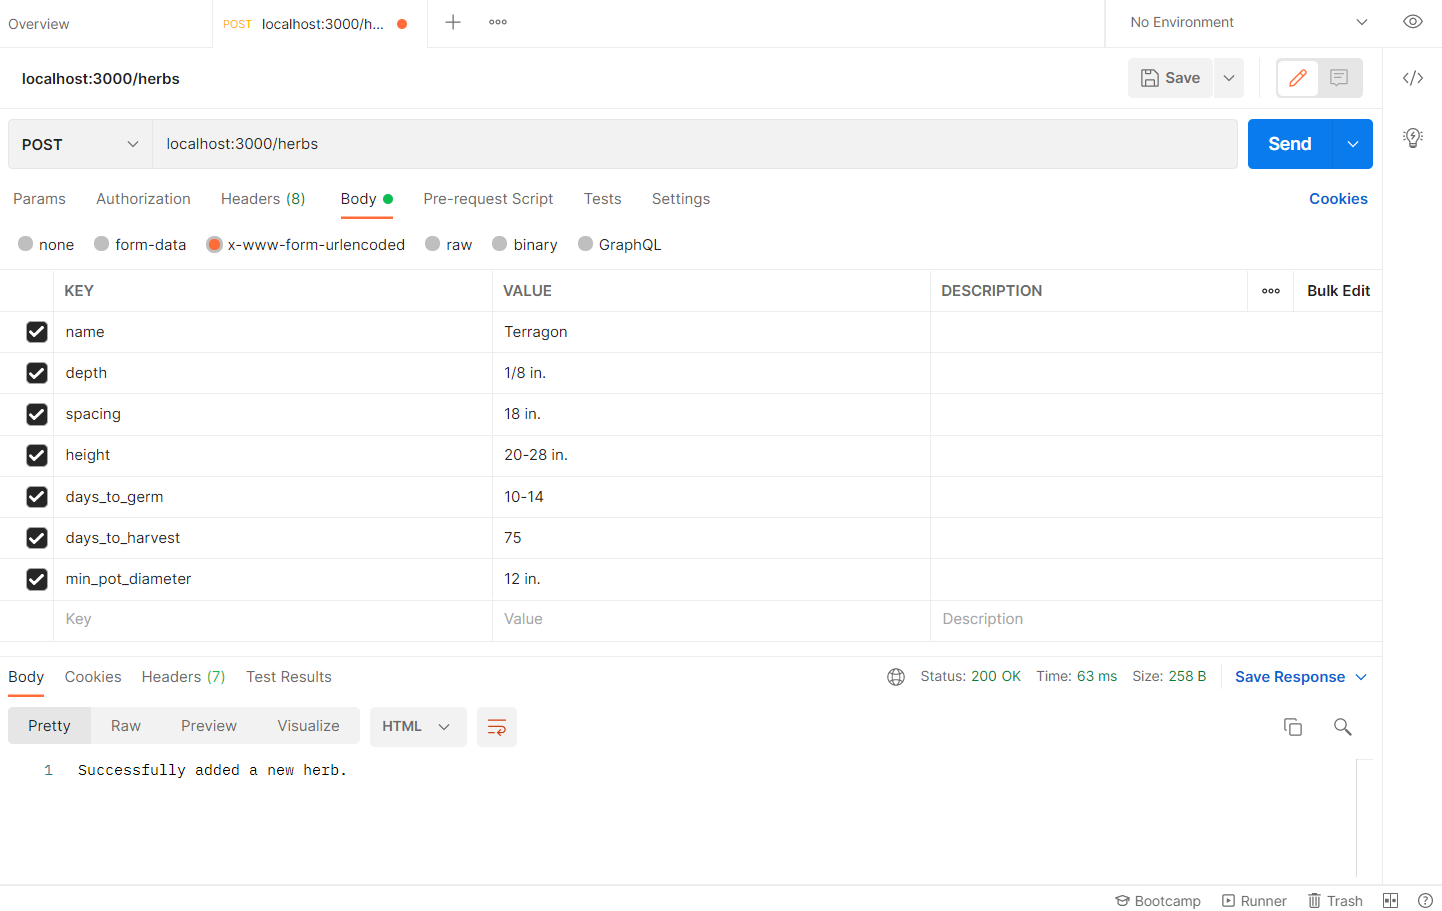 Overview POST localhost:3000/h... No Environment
localhost:3000/herbs Save
POST localhost:3000/herbs Send
Params Authorization Headers (8) Body Pre-request Script Tests Settings Cookies
none form-data x-www-form-urlencoded raw binary GraphQL
KEY VALUE DESCRIPTION Bulk Edit
name Terragon
depth 1/8 in.
spacing 18 in.
height 20-28 in.
days_to_germ 10-14
days_to_harvest 75
min_pot_diameter 12 in.
Key Value Description
Body Cookies Headers (7) Test Results Status: 200 OK Time: 63 ms Size: 258 B Save Response
Pretty Raw Preview Visualize HTML
1 Successfully added a new herb.
Bootcamp Runner Trash